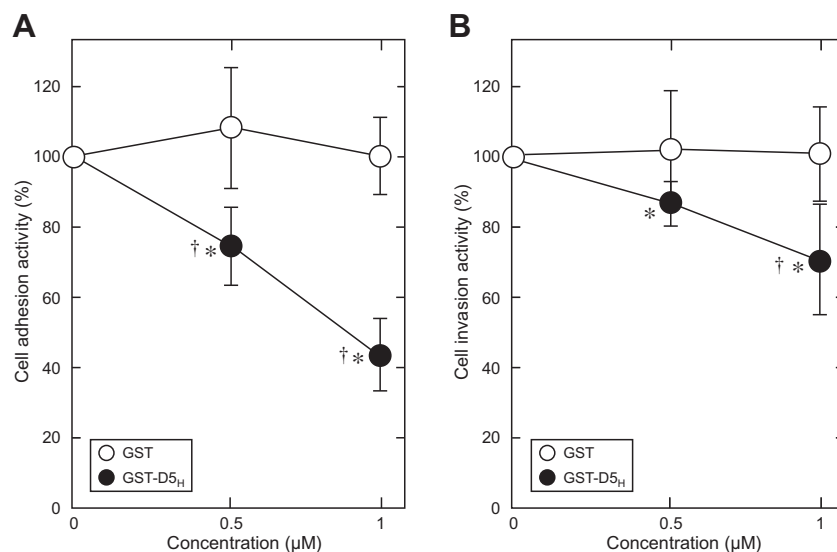 A
Cell adhesion activity (%)
120
100
80
60
40
20
0
† *
† *
GST
GST-D5H
0
0.5
1
Concentration (µM)
B
Cell invasion activity (%)
120
100
80
60
40
20
0
*
† *
GST
GST-D5H
0
0.5
1
Concentration (µM)